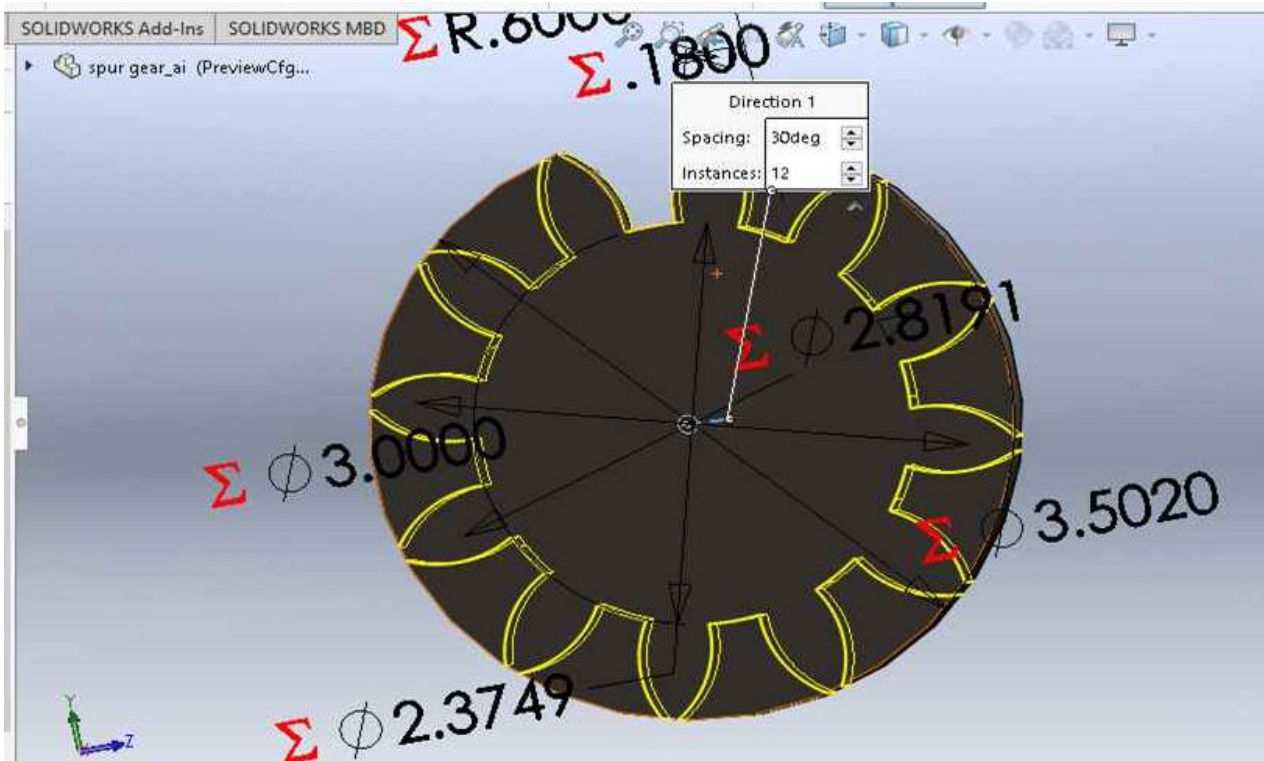 SOLIDWORKS Add-Ins SOLIDWORKS MBD
spur gear_ai (PreviewCfg...
Σ R.6000
Σ .1800
Direction 1
Spacing: 30deg
Instances: 12
Σ ∅ 2.8191
Σ ∅ 3.0000
Σ ∅ 3.5020
Σ ∅ 2.3749
Y
Z